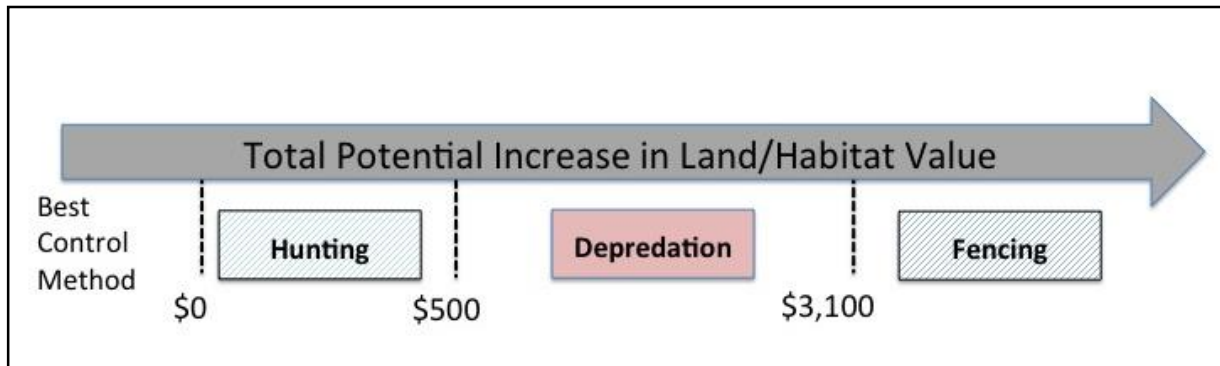 Total Potential Increase in Land/Habitat Value
Best
Control
Method
Hunting
Depredation
Fencing
$0
$500
$3,100